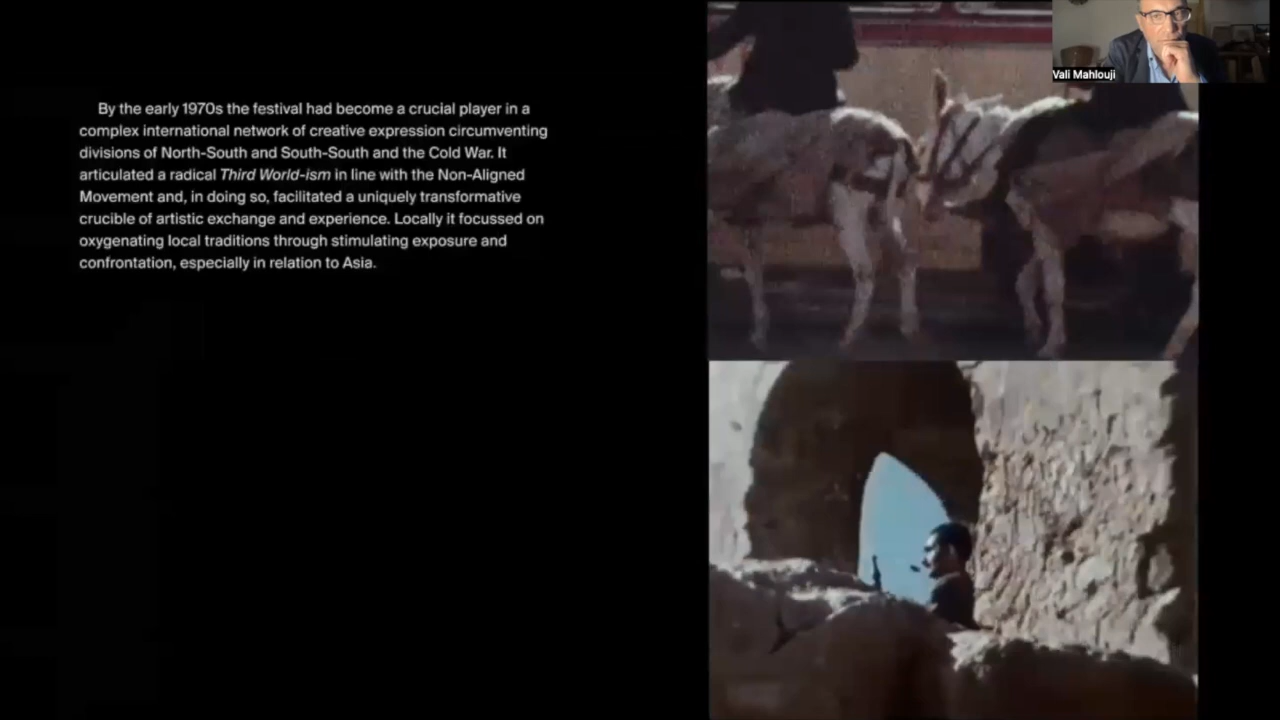 By the early 1970s the festival had become a crucial player in a
complex international network of creative expression circumventing
divisions of North-South and South-South and the Cold War. It
articulated a radical Third World-ism in line with the Non-Aligned
Movement and, in doing so, facilitated a uniquely transformative
crucible of artistic exchange and experience. Locally it focussed on
oxygenating local traditions through stimulating exposure and
confrontation, especially in relation to Asia.
Vali Mahlouji